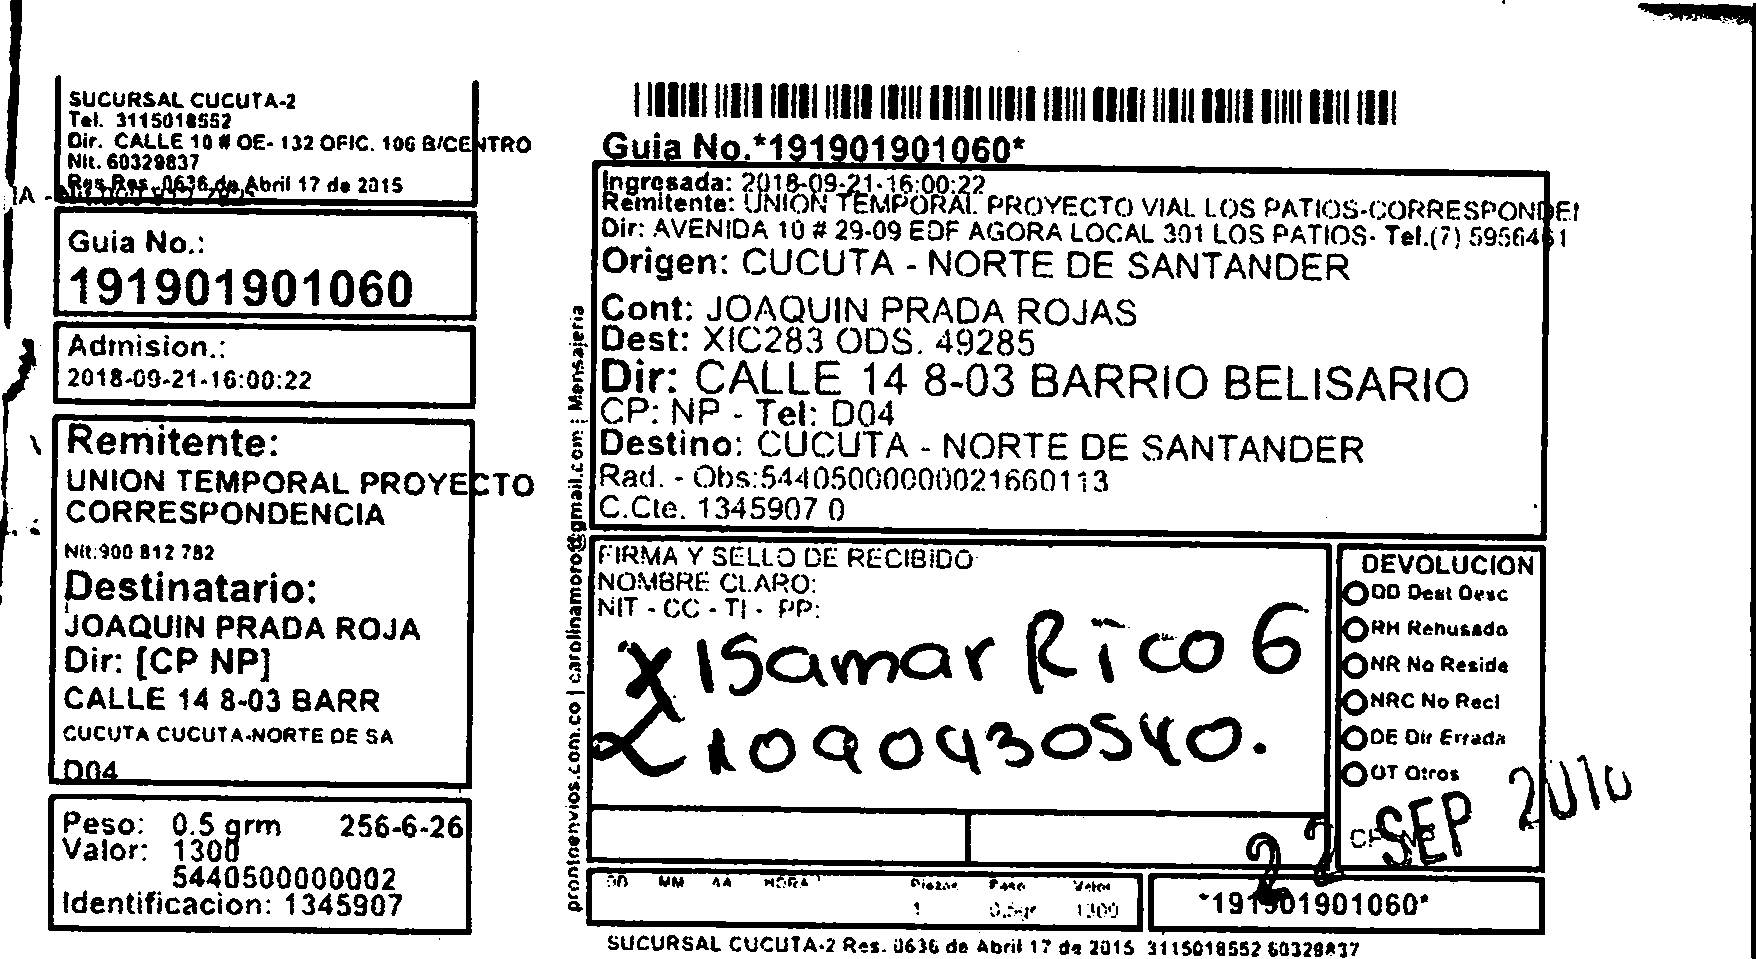 SUCURSAL CUCUTA-2
Tel. 3115018552
Dir. CALLE 10 # OE- 132 OFIC. 106 B/CENTRO
Nit. 60329837
Res Res. 0636 de Abril 17 de 2015
Guia No.:
191901901060
Admision.:
2018-09-21-16:00:22
Remitente:
UNION TEMPORAL PROYECTO
CORRESPONDENCIA
Nit:900 812 782
Destinatario:
JOAQUIN PRADA ROJA
Dir: [CP NP]
CALLE 14 8-03 BARR
CUCUTA CUCUTA-NORTE DE SA
D04
Peso: 0.5 grm 256-6-26
Valor: 1300
5440500000002
Identificacion: 1345907
prontoenvios.com.co | carolinamoro@gmail.com | Mensajeria
Guia No.*191901901060*
Ingresada: 2018-09-21-16:00:22
Remitente: UNION TEMPORAL PROYECTO VIAL LOS PATIOS-CORRESPONDEN
Dir: AVENIDA 10 # 29-09 EDF AGORA LOCAL 301 LOS PATIOS- Tel.(7) 5956461
Origen: CUCUTA - NORTE DE SANTANDER
Cont: JOAQUIN PRADA ROJAS
Dest: XIC283 ODS. 49285
Dir: CALLE 14 8-03 BARRIO BELISARIO
CP: NP - Tel: D04
Destino: CUCUTA - NORTE DE SANTANDER
Rad. - Obs:54405000000021660113
C.Cte. 1345907 0
FIRMA Y SELLO DE RECIBIDO
NOMBRE CLARO:
NIT - CC - TI - PP:
X Isamar Rico G
1090430540.
DEVOLUCION
DD Dest Desc
RH Rehusado
NR No Reside
NRC No Recl
DE Dir Errada
OT Otros
22 SEP
DD MM AA HORA Piezas Peso Valor
1 0.5gr 1300
*191901901060*
SUCURSAL CUCUTA-2 Res. 0636 de Abril 17 de 2015 3115018552 60329837